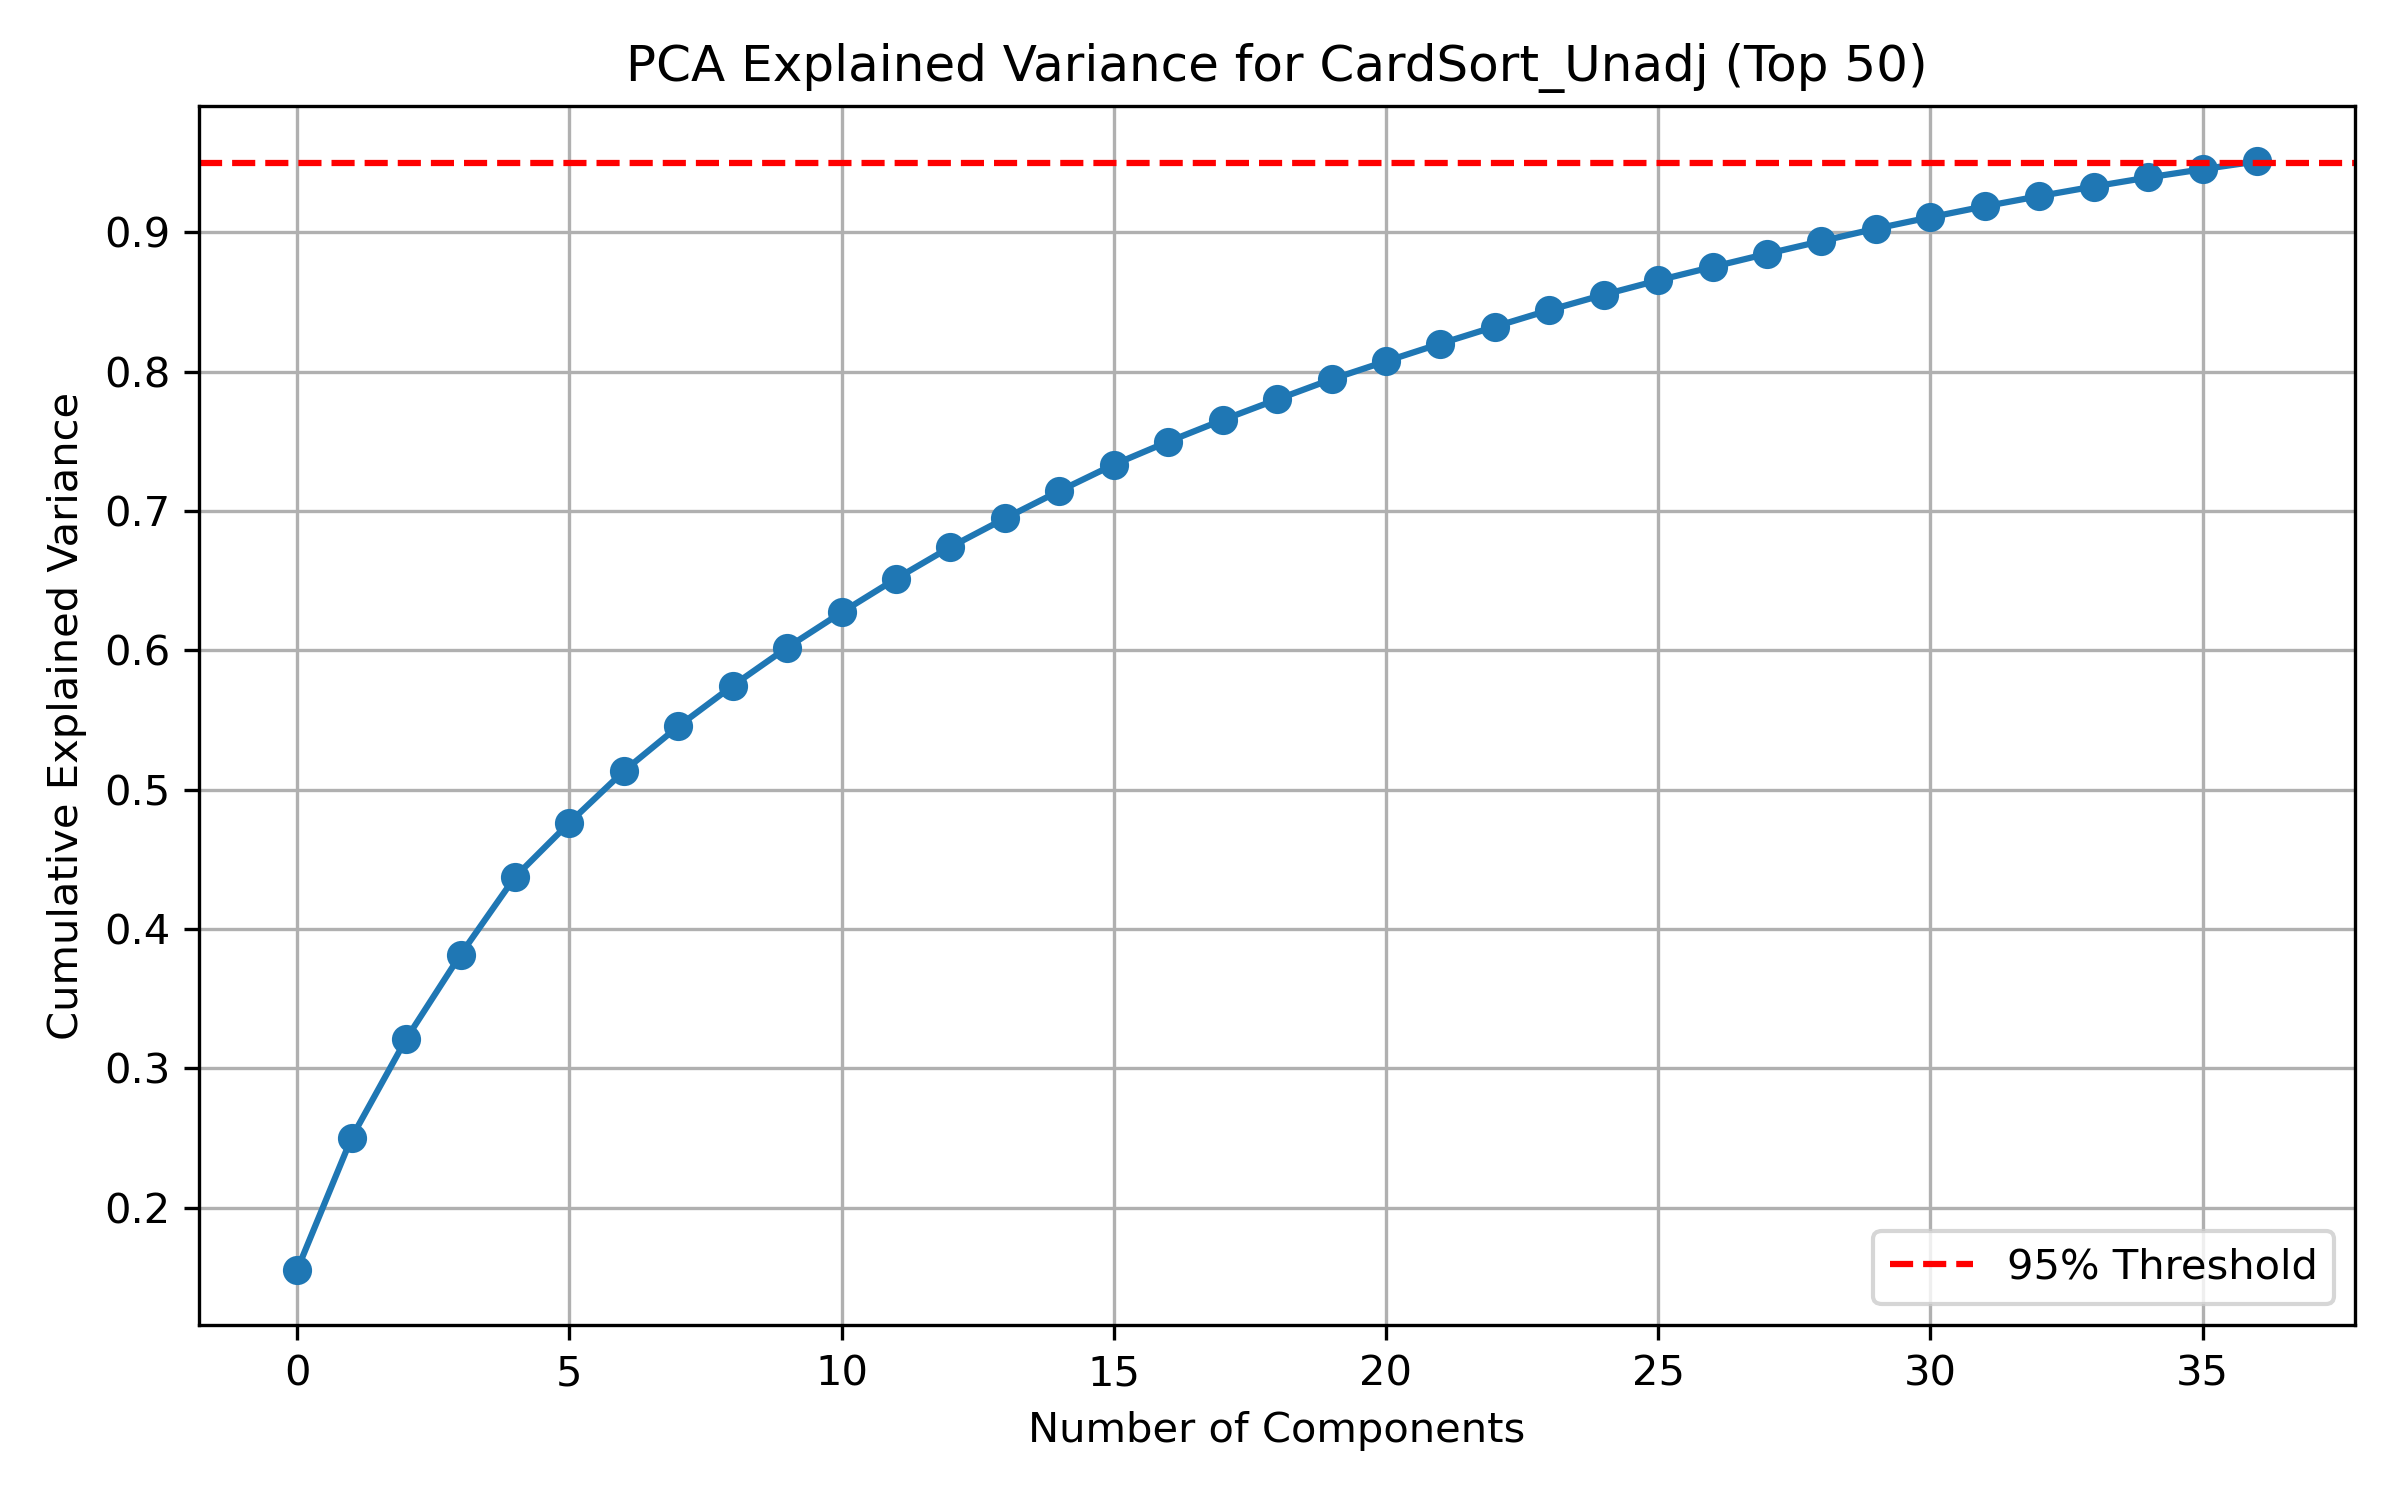 PCA Explained Variance for CardSort_Unadj (Top 50)
Cumulative Explained Variance
0.9
0.8
0.7
0.6
0.5
0.4
0.3
0.2
95% Threshold
0 5 10 15 20 25 30 35
Number of Components